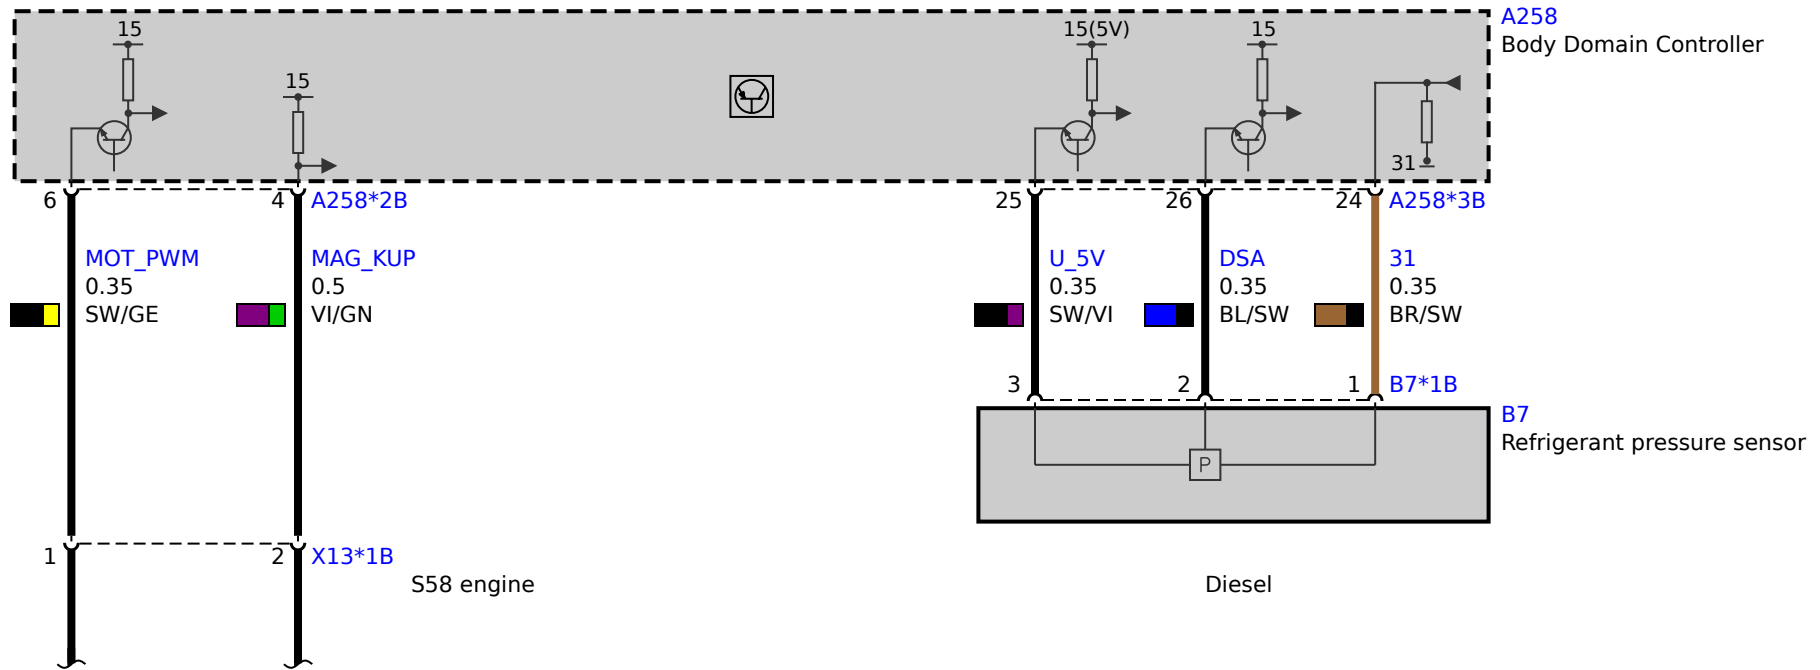 A258
Body Domain Controller
15
15
15(5V)
15
31
6
4
A258*2B
25
26
24
A258*3B
MOT_PWM
0.35
SW/GE
MAG_KUP
0.5
VI/GN
U_5V
0.35
SW/VI
DSA
0.35
BL/SW
31
0.35
BR/SW
3
2
1
B7*1B
B7
Refrigerant pressure sensor
P
1
2
X13*1B
S58 engine
Diesel